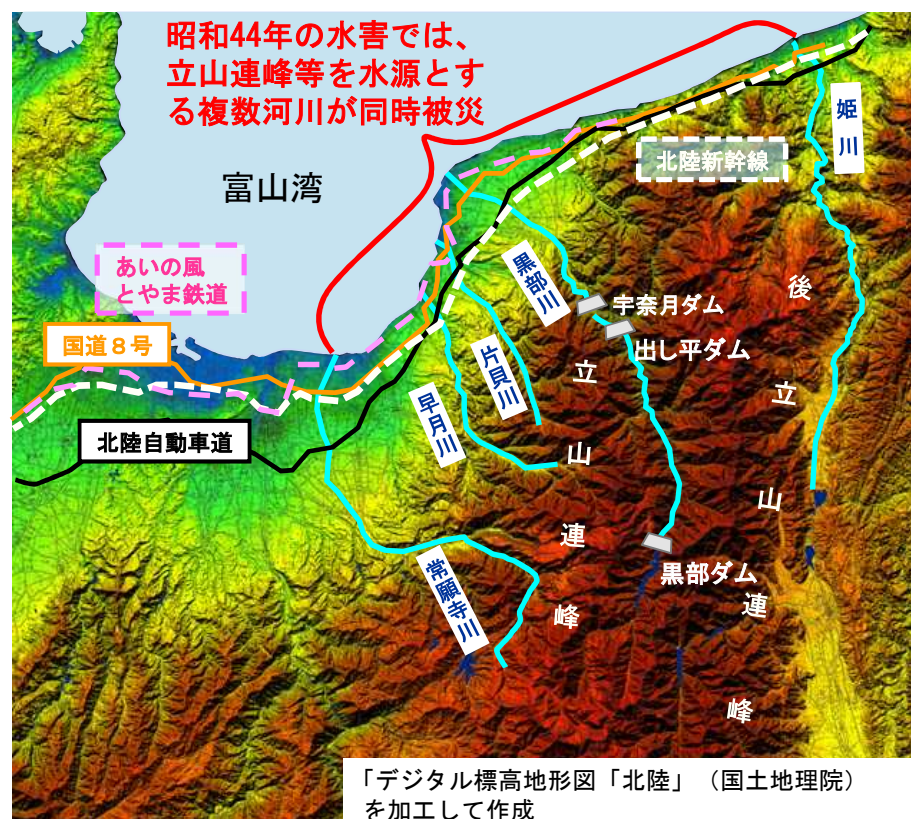 昭和44年の水害では、
立山連峰等を水源とす
る複数河川が同時被災
姫川
北陸新幹線
富山湾
あいの風
とやま鉄道
黒部川
後立山連峰
宇奈月ダム
国道８号
出し平ダム
片貝川
立山連峰
早月川
北陸自動車道
黒部ダム
常願寺川
「デジタル標高地形図「北陸」（国土地理院）
を加工して作成